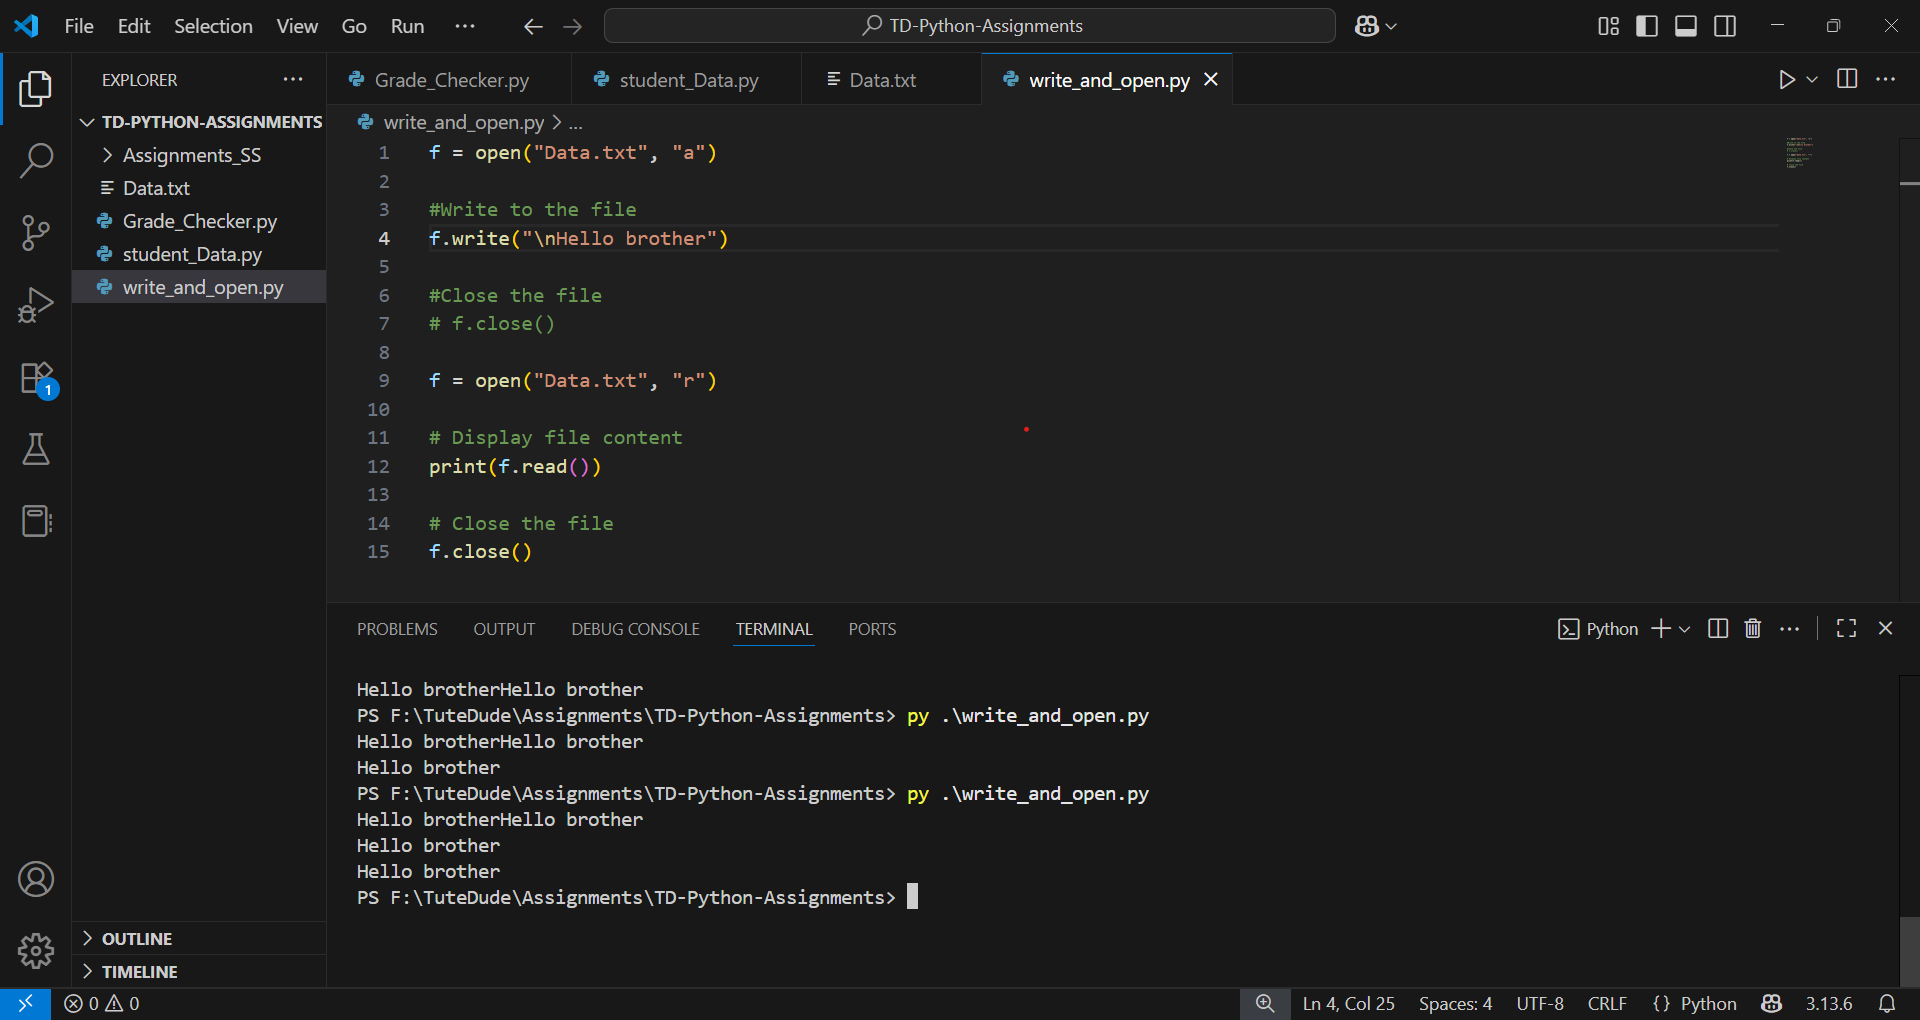 File Edit Selection View Go Run ··· TD-Python-Assignments
EXPLORER ···
TD-PYTHON-ASSIGNMENTS
Assignments_SS
Data.txt
Grade_Checker.py
student_Data.py
write_and_open.py
OUTLINE
TIMELINE
Grade_Checker.py student_Data.py Data.txt write_and_open.py
write_and_open.py > ...
1 f = open("Data.txt", "a")
2
3 #Write to the file
4 f.write("\nHello brother")
5
6 #Close the file
7 # f.close()
8
9 f = open("Data.txt", "r")
10
11 # Display file content
12 print(f.read())
13
14 # Close the file
15 f.close()
PROBLEMS OUTPUT DEBUG CONSOLE TERMINAL PORTS Python
Hello brotherHello brother
PS F:\TuteDude\Assignments\TD-Python-Assignments> py .\write_and_open.py
Hello brotherHello brother
Hello brother
PS F:\TuteDude\Assignments\TD-Python-Assignments> py .\write_and_open.py
Hello brotherHello brother
Hello brother
Hello brother
PS F:\TuteDude\Assignments\TD-Python-Assignments>
1
0 0 Ln 4, Col 25 Spaces: 4 UTF-8 CRLF {} Python 3.13.6